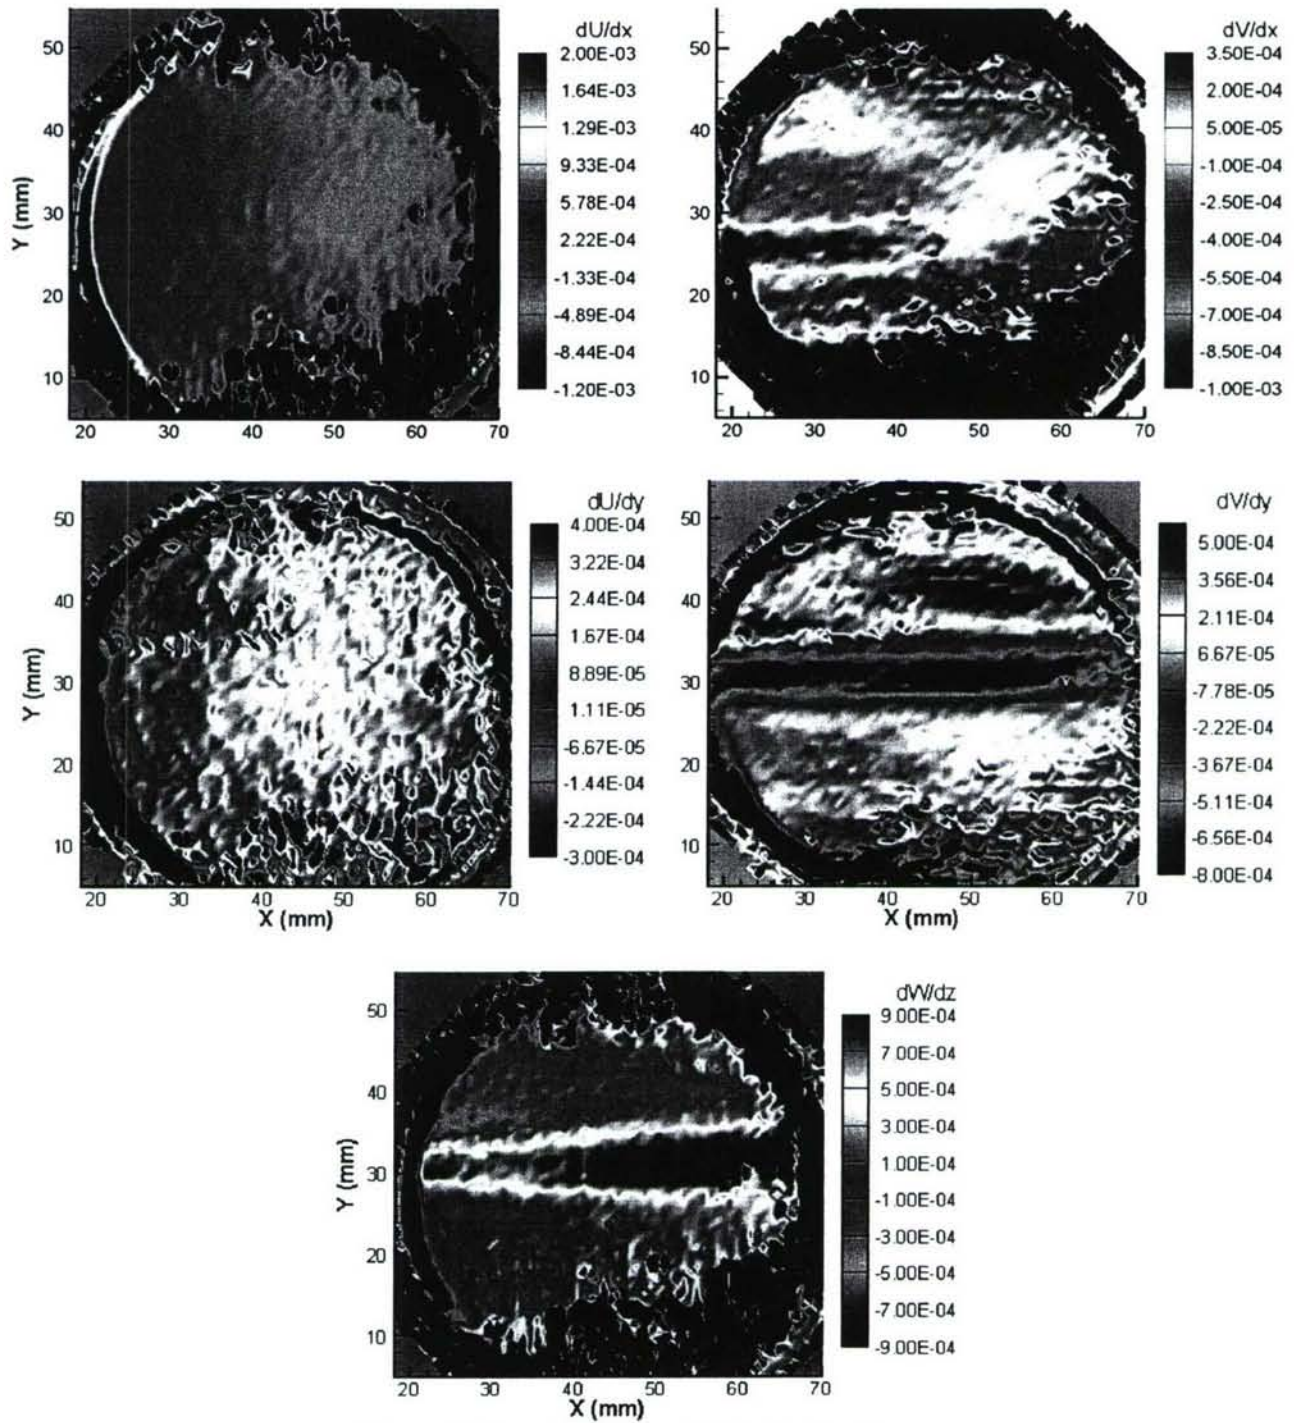 dU/dx
2.00E-03
1.64E-03
1.29E-03
9.33E-04
5.78E-04
2.22E-04
-1.33E-04
-4.89E-04
-8.44E-04
-1.20E-03
50
40
30
20
10
Y (mm)
20 30 40 50 60 70
dV/dx
3.50E-04
2.00E-04
5.00E-05
-1.00E-04
-2.50E-04
-4.00E-04
-5.50E-04
-7.00E-04
-8.50E-04
-1.00E-03
50
40
30
20
10
20 30 40 50 60 70
dU/dy
4.00E-04
3.22E-04
2.44E-04
1.67E-04
8.89E-05
1.11E-05
-6.67E-05
-1.44E-04
-2.22E-04
-3.00E-04
50
40
30
20
10
Y (mm)
20 30 40 50 60 70
X (mm)
dV/dy
5.00E-04
3.56E-04
2.11E-04
6.67E-05
-7.78E-05
-2.22E-04
-3.67E-04
-5.11E-04
-6.56E-04
-8.00E-04
50
40
30
20
10
20 30 40 50 60 70
X (mm)
dW/dz
9.00E-04
7.00E-04
5.00E-04
3.00E-04
1.00E-04
-1.00E-04
-3.00E-04
-5.00E-04
-7.00E-04
-9.00E-04
50
40
30
20
10
Y (mm)
20 30 40 50 60 70
X (mm)